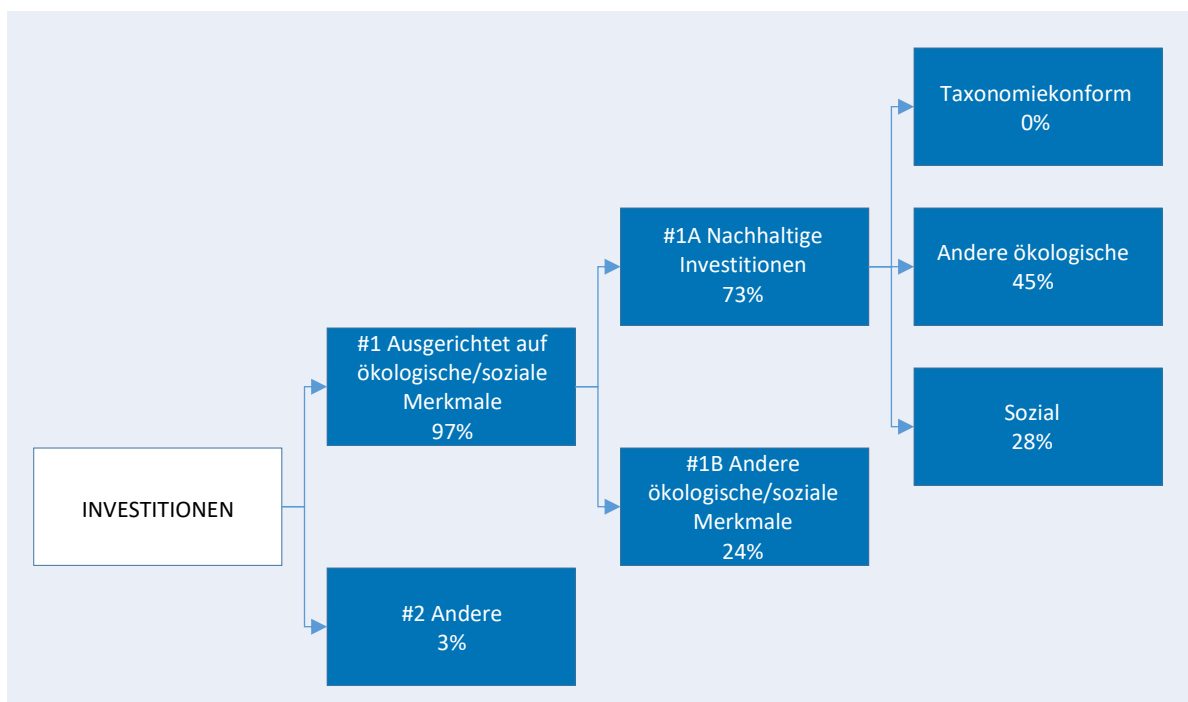 INVESTITIONEN
#1 Ausgerichtet auf
ökologische/soziale
Merkmale
97%
#2 Andere
3%
#1A Nachhaltige
Investitionen
73%
#1B Andere
ökologische/soziale
Merkmale
24%
Taxonomiekonform
0%
Andere ökologische
45%
Sozial
28%